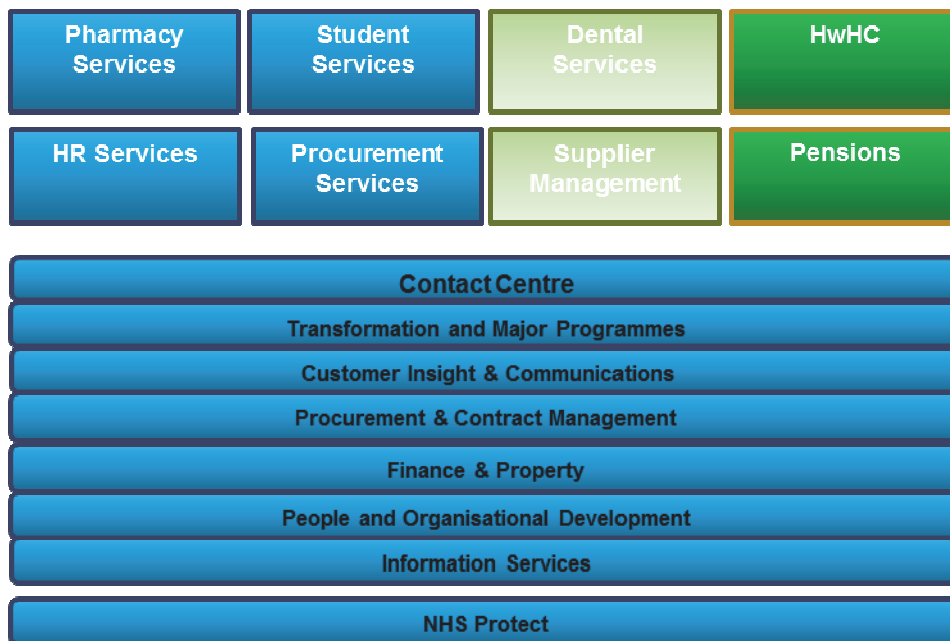 Pharmacy
Services
Student
Services
Dental
Services
HwHC
HR Services
Procurement
Services
Supplier
Management
Pensions
Contact Centre
Transformation and Major Programmes
Customer Insight & Communications
Procurement & Contract Management
Finance & Property
People and Organisational Development
Information Services
NHS Protect